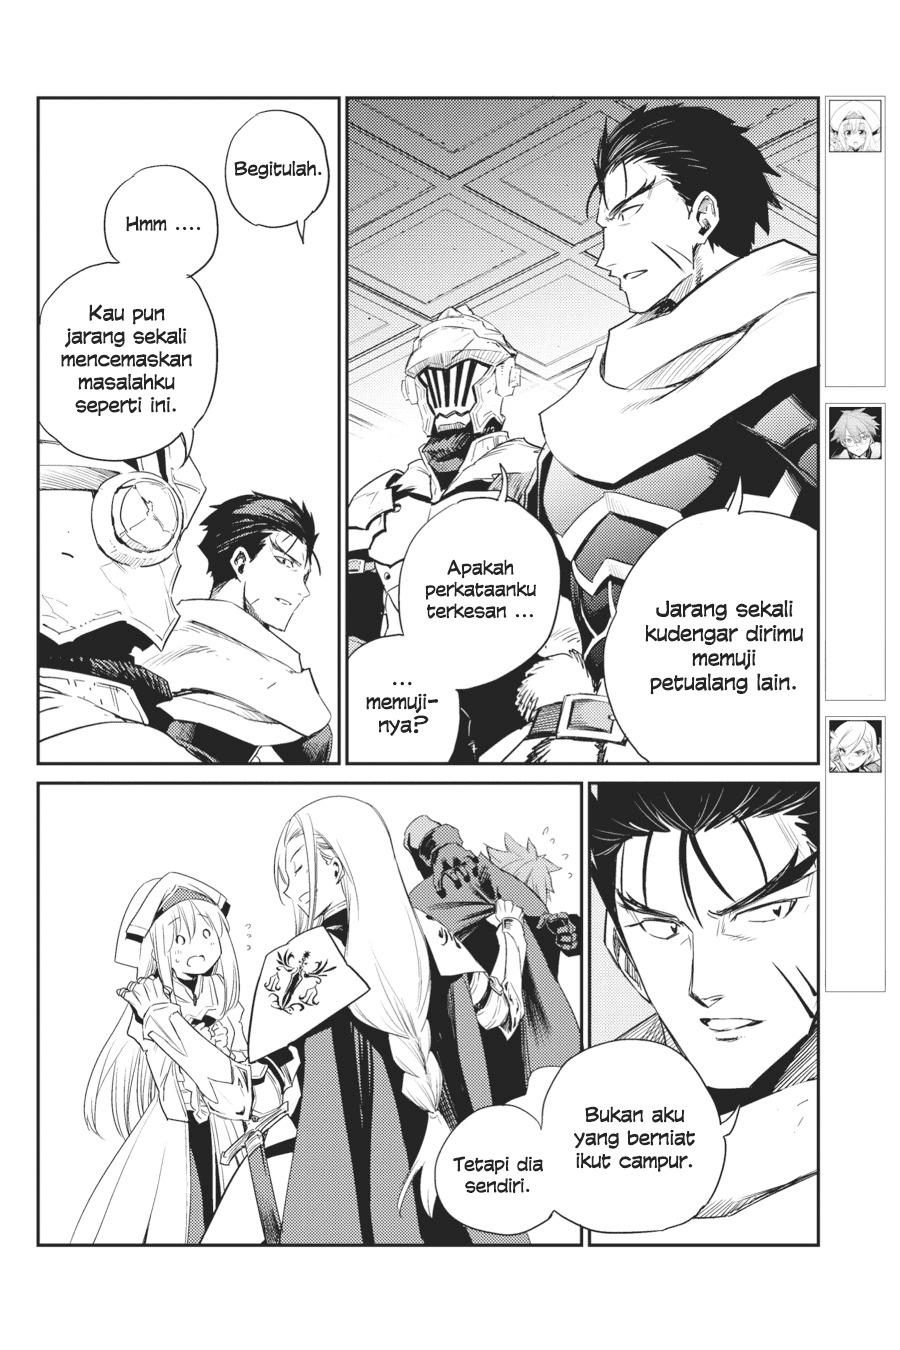 Jarang sekali
kudengar dirimu
memuji
petualang lain.
Apakah
perkataanku
terkesan ...
...
memuji-
nya?
Begitulah.
Hmm ....
Kau pun
jarang sekali
mencemaskan
masalahku
seperti ini.
Bukan aku
yang berniat
ikut campur.
Tetapi dia
sendiri.